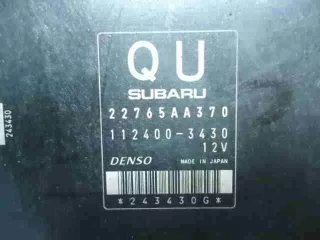 QU
SUBARU
22765AA370
112400-3430
12V
DENSO MADE IN JAPAN
*243430G*
243430